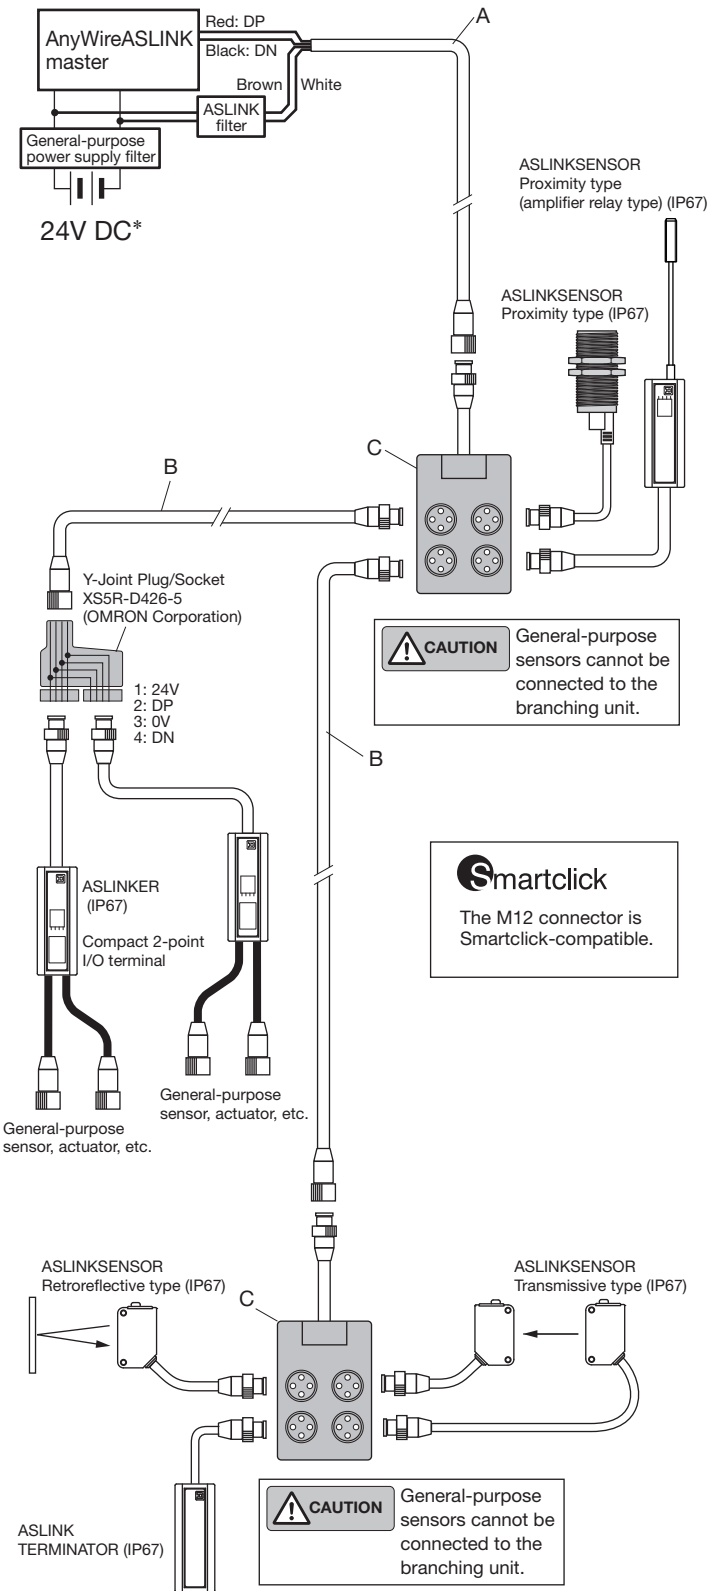 A
Red: DP
AnyWireASLINK
master
Black: DN
Brown
White
ASLINK
filter
General-purpose
power supply filter
24V DC*
ASLINKSENSOR
Proximity type
(amplifier relay type) (IP67)
ASLINKSENSOR
Proximity type (IP67)
C
B
Y-Joint Plug/Socket
XS5R-D426-5
(OMRON Corporation)
1: 24V
2: DP
3: 0V
4: DN
CAUTION
General-purpose
sensors cannot be
connected to the
branching unit.
B
Smartclick
The M12 connector is
Smartclick-compatible.
ASLINKER
(IP67)
Compact 2-point
I/O terminal
General-purpose
sensor, actuator, etc.
General-purpose
sensor, actuator, etc.
ASLINKSENSOR
Retroreflective type (IP67)
C
ASLINKSENSOR
Transmissive type (IP67)
ASLINK
TERMINATOR (IP67)
CAUTION
General-purpose
sensors cannot be
connected to the
branching unit.